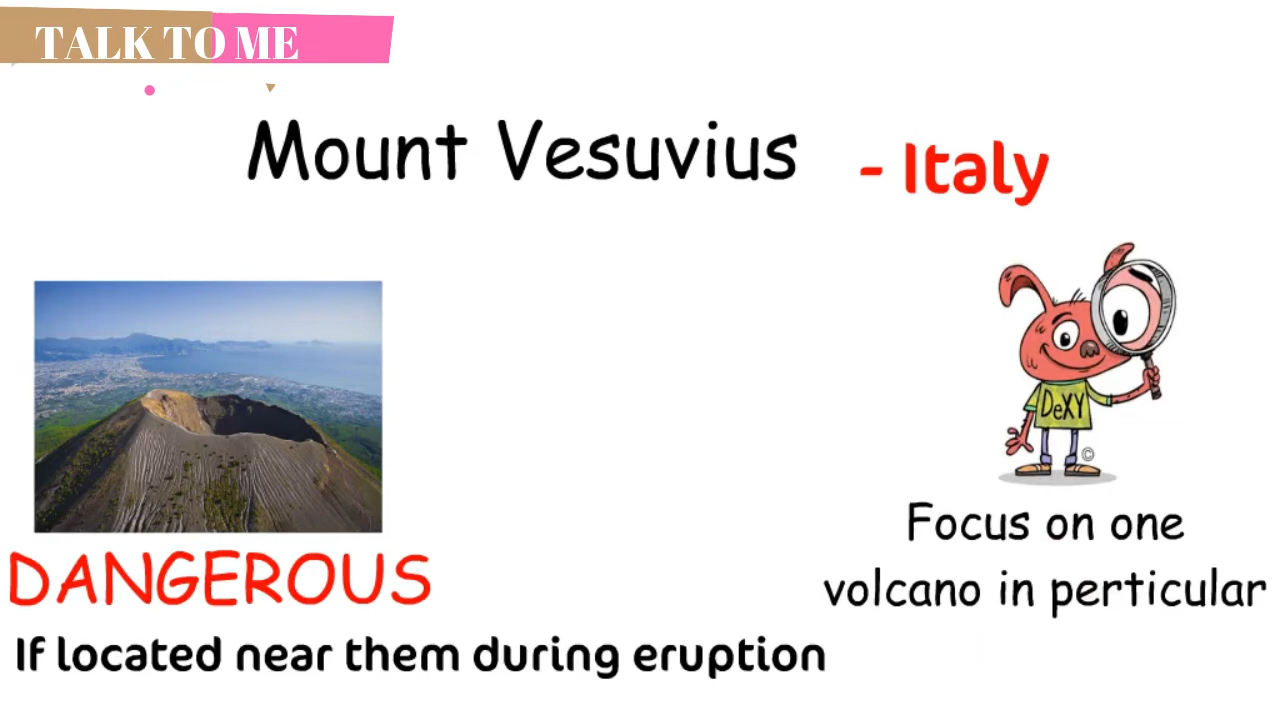 TALK TO ME
Mount Vesuvius - Italy
DeXY
©
Focus on one
volcano in perticular
DANGEROUS
If located near them during eruption